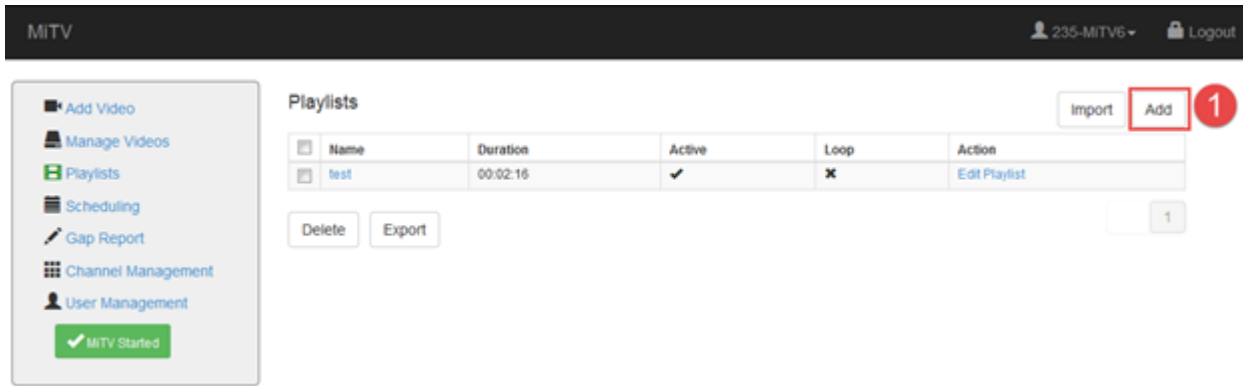 MiTV
235-MiTV6
Logout
Add Video
Manage Videos
Playlists
Scheduling
Gap Report
Channel Management
User Management
MiTV Started
Playlists
Import
Add
1
Name Duration Active Loop Action
test 00:02:16 Edit Playlist
Delete
Export
1